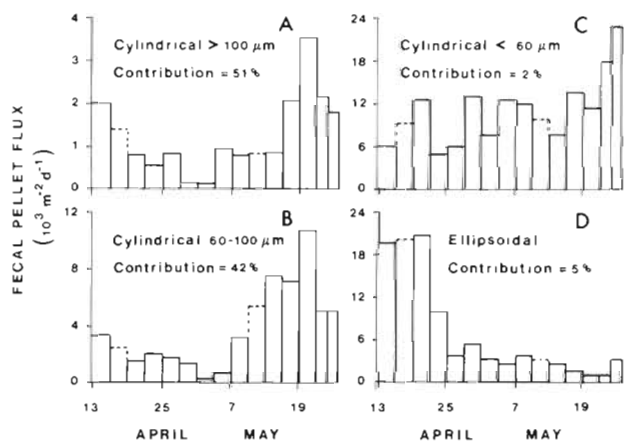 FECAL PELLET FLUX
(10³ m⁻² d⁻¹)
A
Cylindrical > 100 µm
Contribution = 51%
4
3
2
1
0
B
Cylindrical 60-100 µm
Contribution = 42%
12
8
4
0
13 25 7 19
APRIL MAY
C
Cylindrical < 60 µm
Contribution = 2%
24
18
12
6
0
D
Ellipsoidal
Contribution = 5%
24
18
12
6
0
13 25 7 19
APRIL MAY